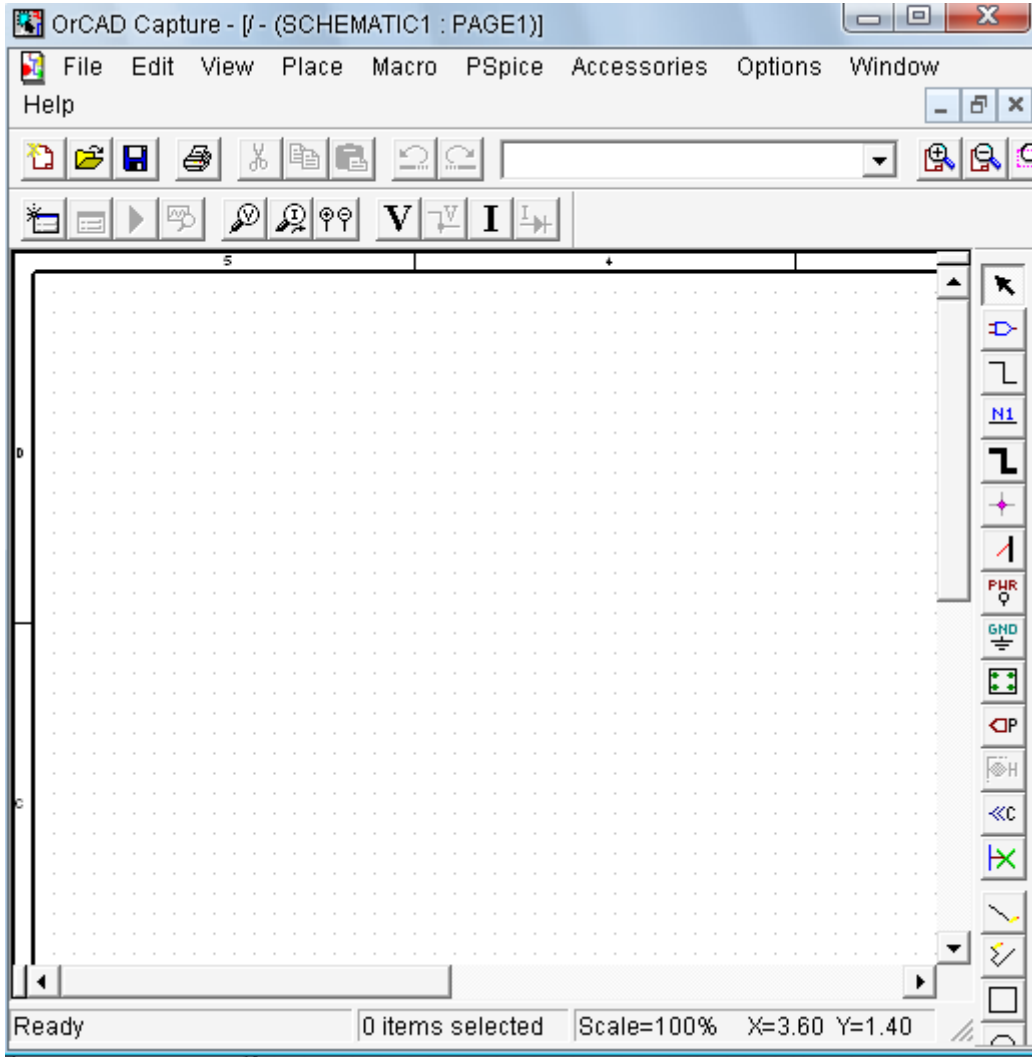 OrCAD Capture - [/ - (SCHEMATIC1 : PAGE1)]
File Edit View Place Macro PSpice Accessories Options Window
Help
V V I I
5 4
N1
D
PWR
GND
P
H
C
C
Ready 0 items selected Scale=100% X=3.60 Y=1.40